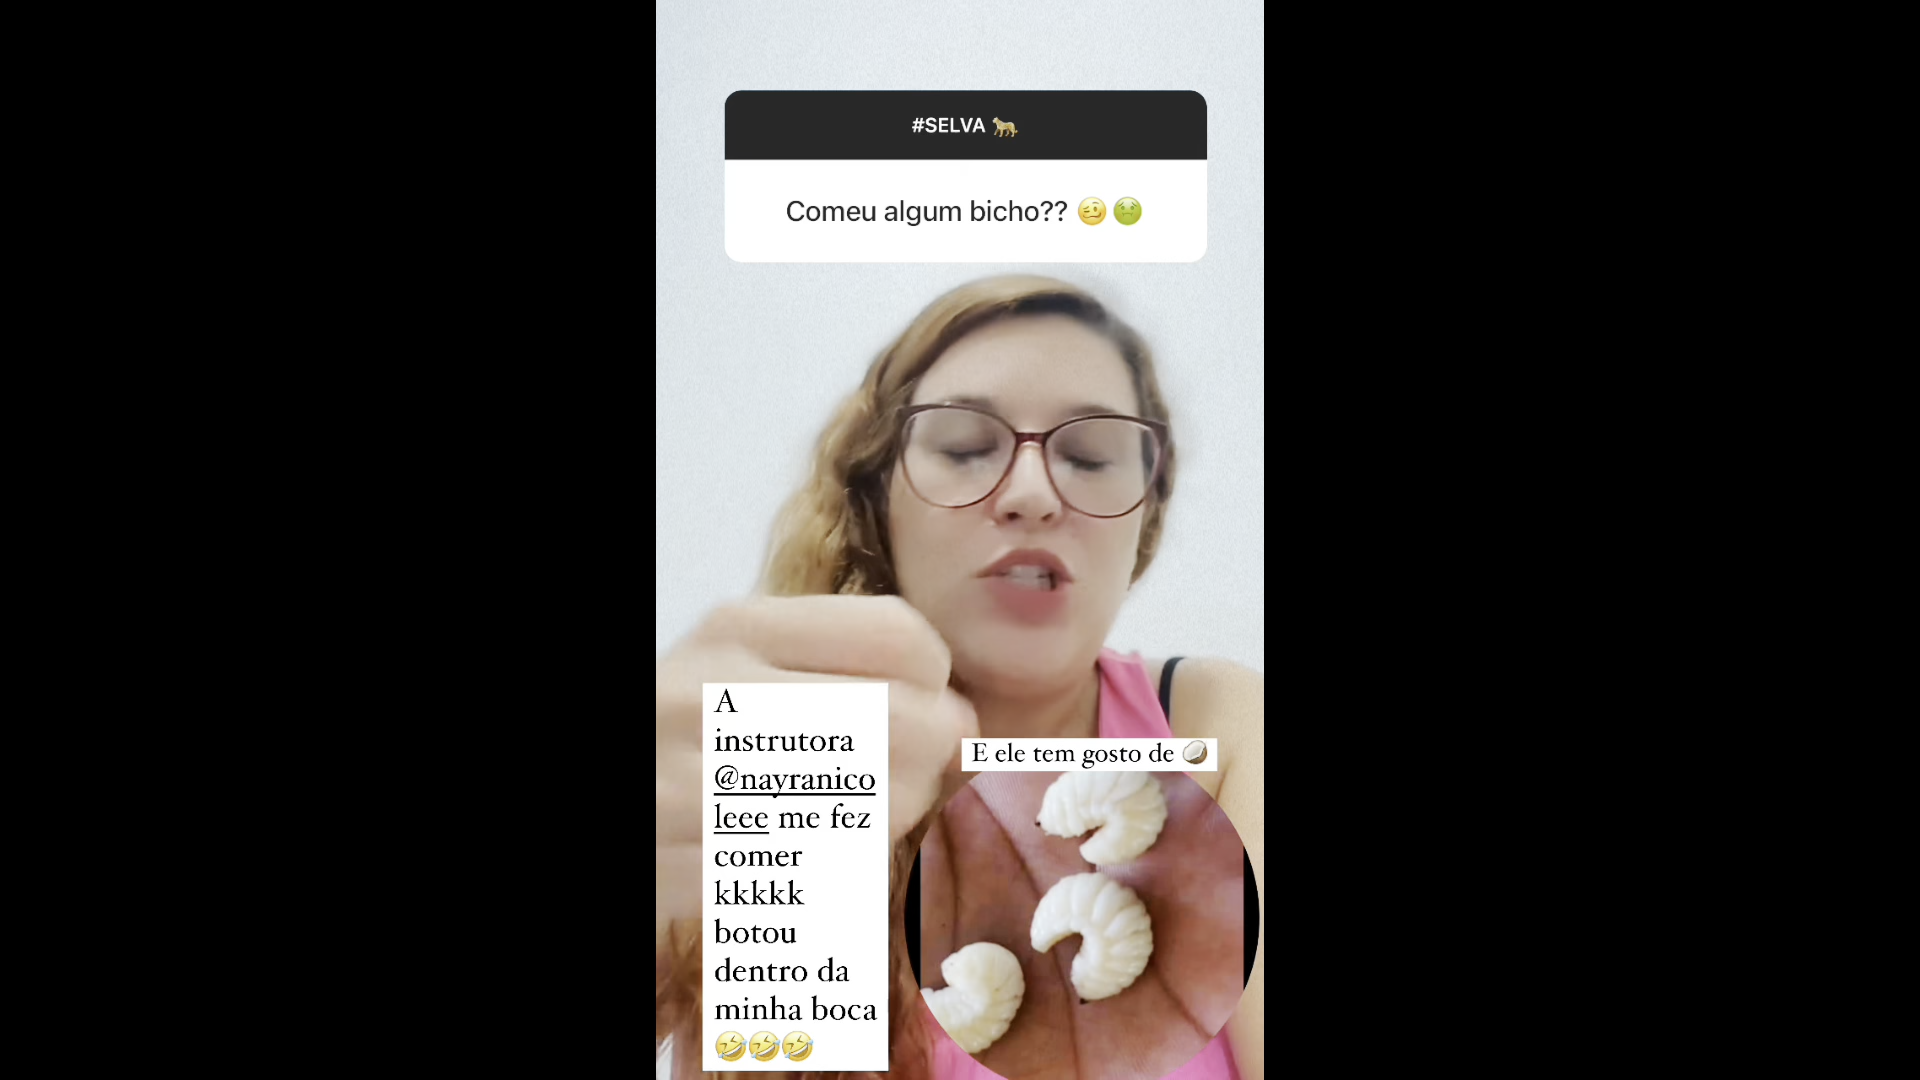 #SELVA 🐆
Comeu algum bicho?? 🥴🤢
A
instrutora
@nayranico
leee me fez
comer
kkkkk
botou
dentro da
minha boca
🤣🤣🤣
E ele tem gosto de 🥥